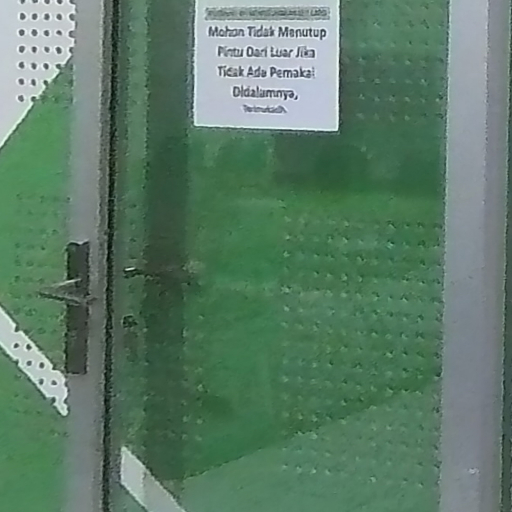 Mohon Tidak Menutup
Pintu Dari Luar Jika
Tidak Ada Pemakai
Didalamnya,
Terimakasih.